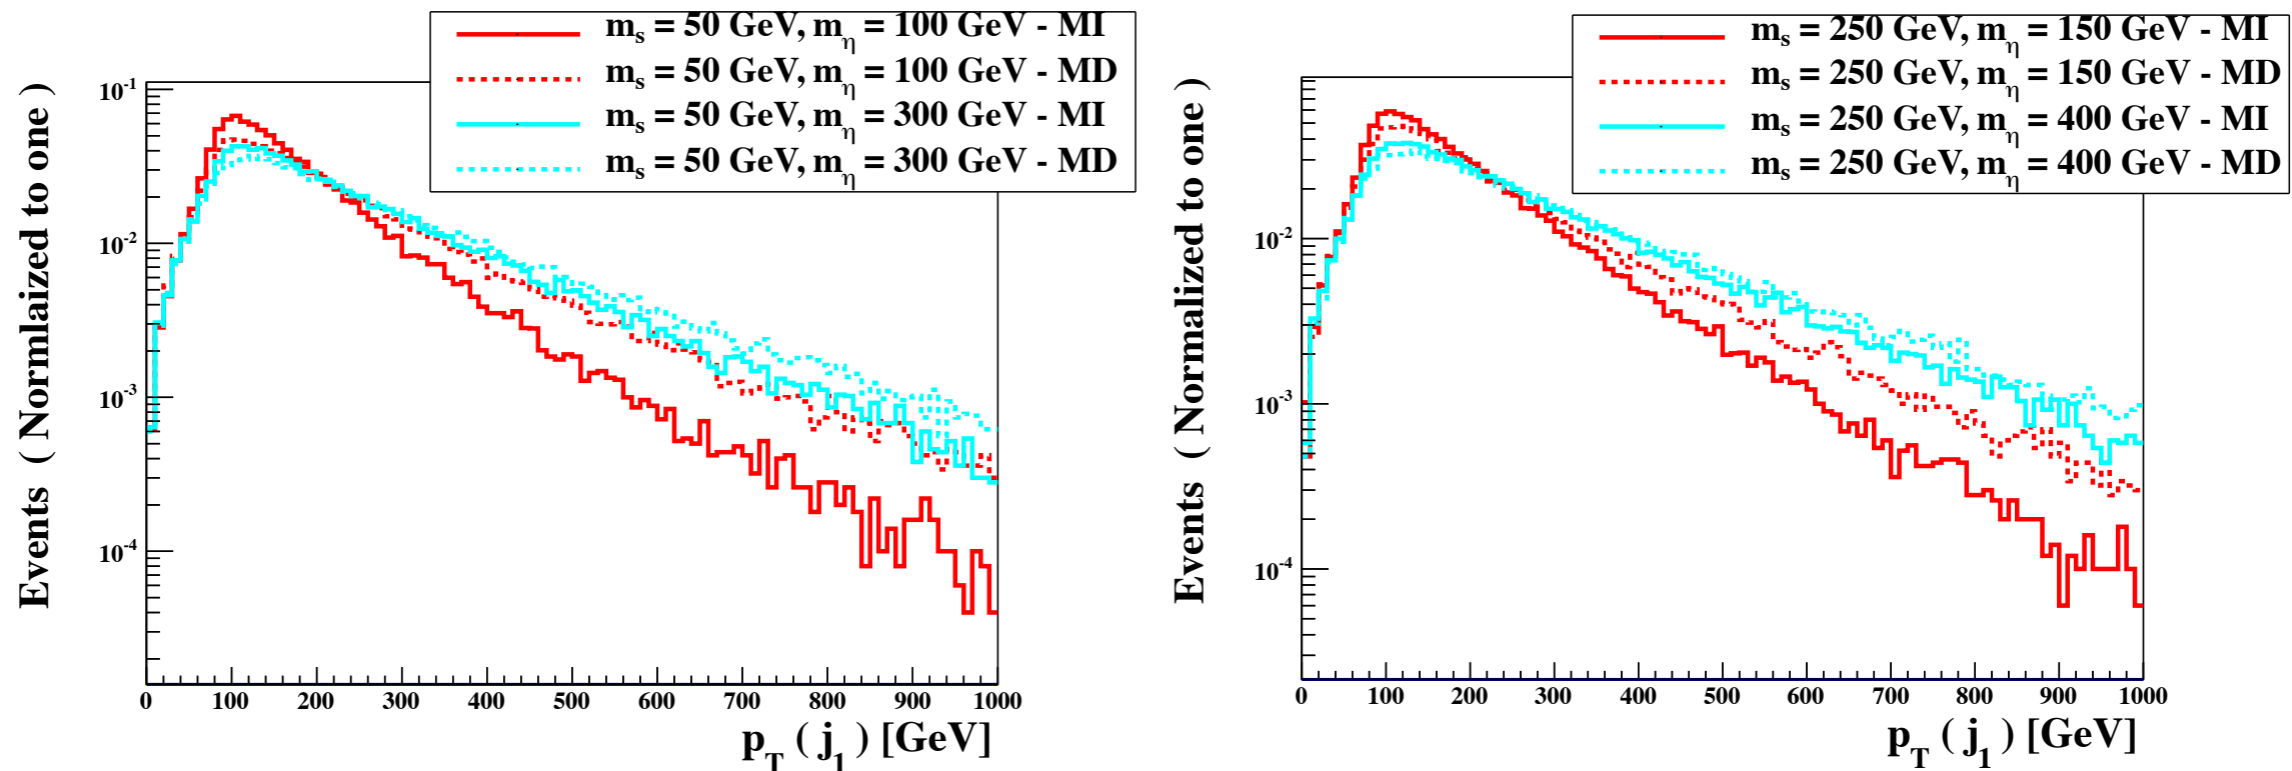 m_s = 50 GeV, m_η = 100 GeV - MI
m_s = 50 GeV, m_η = 100 GeV - MD
m_s = 50 GeV, m_η = 300 GeV - MI
m_s = 50 GeV, m_η = 300 GeV - MD
Events ( Normlaized to one )
10^-1
10^-2
10^-3
10^-4
0 100 200 300 400 500 600 700 800 900 1000
p_T ( j_1 ) [GeV]
m_s = 250 GeV, m_η = 150 GeV - MI
m_s = 250 GeV, m_η = 150 GeV - MD
m_s = 250 GeV, m_η = 400 GeV - MI
m_s = 250 GeV, m_η = 400 GeV - MD
Events ( Normalized to one )
10^-2
10^-3
10^-4
0 100 200 300 400 500 600 700 800 900 1000
p_T ( j_1 ) [GeV]